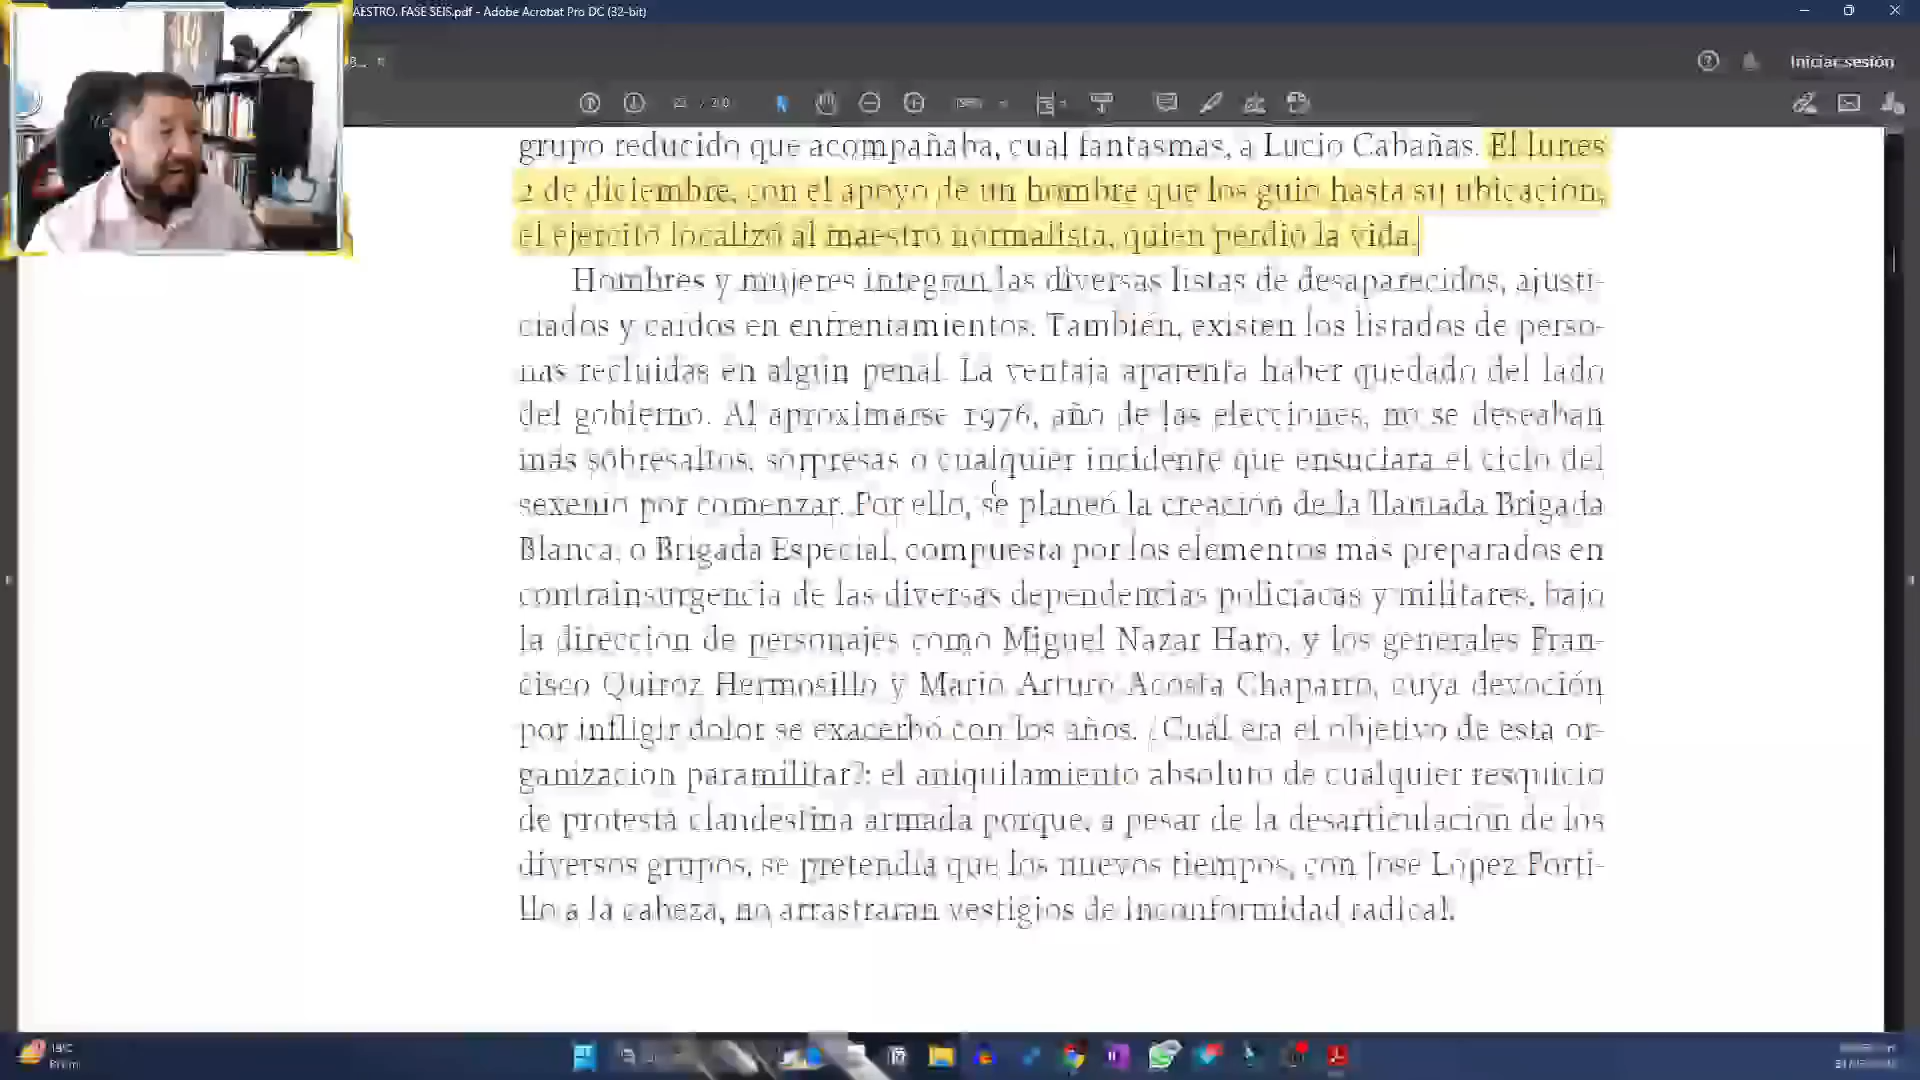 AESTRO. FASE SEIS.pdf - Adobe Acrobat Pro DC (32-bit)
Iniciar sesión
grupo reducido que acompañaba, cual fantasmas, a Lucio Cabañas. El lunes
2 de diciembre, con el apoyo de un hombre que los guio hasta su ubicación,
el ejército localizó al maestro normalista, quien perdió la vida.
Hombres y mujeres integran las diversas listas de desaparecidos, ajusti-
ciados y caídos en enfrentamientos. También, existen los listados de perso-
nas recluidas en algún penal. La ventaja aparenta haber quedado del lado
del gobierno. Al aproximarse 1976, año de las elecciones, no se deseaban
más sobresaltos, sorpresas o cualquier incidente que ensuciara el ciclo del
sexenio por comenzar. Por ello, se planeó la creación de la llamada Brigada
Blanca, o Brigada Especial, compuesta por los elementos más preparados en
contrainsurgencia de las diversas dependencias policíacas y militares, bajo
la dirección de personajes como Miguel Nazar Haro, y los generales Fran-
cisco Quiroz Hermosillo y Mario Arturo Acosta Chaparro, cuya devoción
por infligir dolor se exacerbó con los años. ¿Cuál era el objetivo de esta or-
ganización paramilitar?: el aniquilamiento absoluto de cualquier resquicio
de protesta clandestina armada porque, a pesar de la desarticulación de los
diversos grupos, se pretendía que los nuevos tiempos, con José López Porti-
llo a la cabeza, no arrastraran vestigios de inconformidad radical.